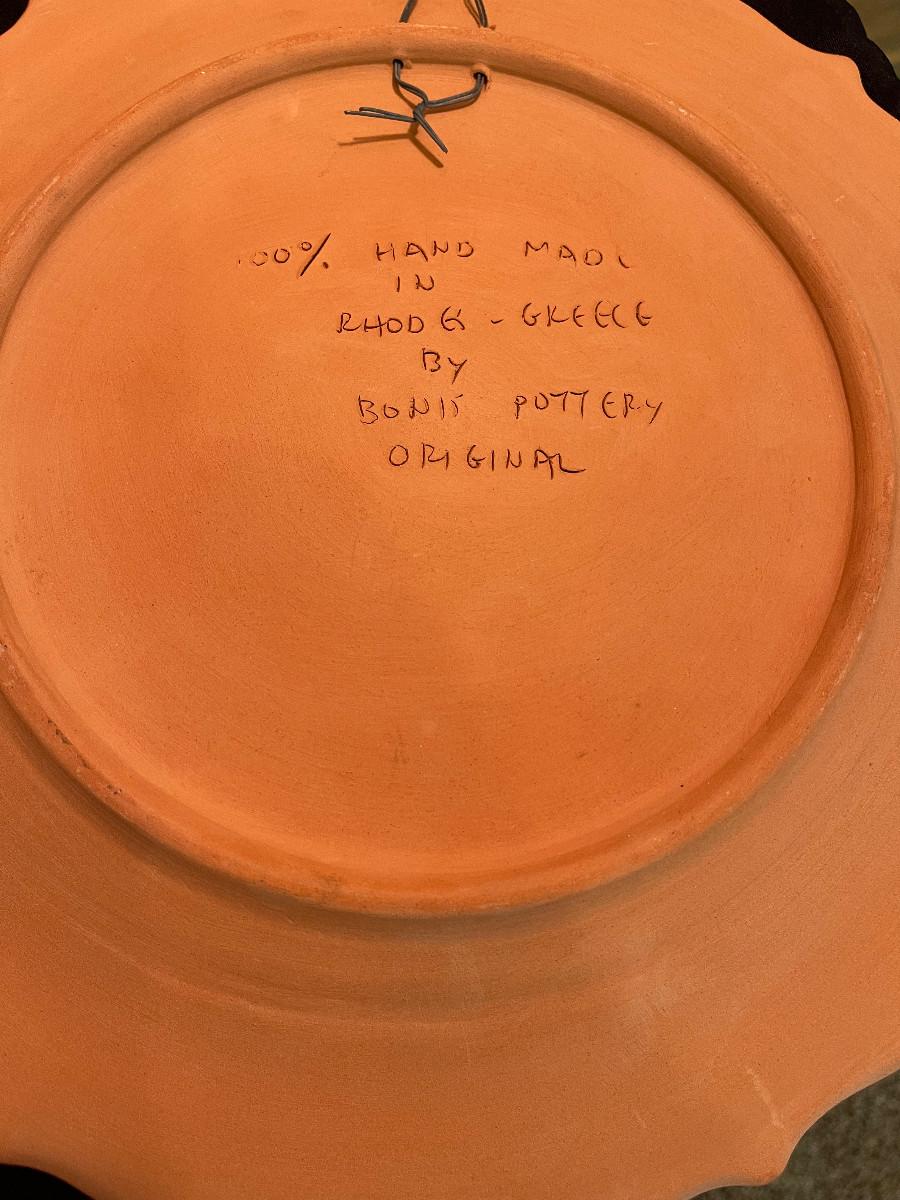 100% HAND MADE
IN
RHODES - GREECE
BY
BONIS POTTERY
ORIGINAL